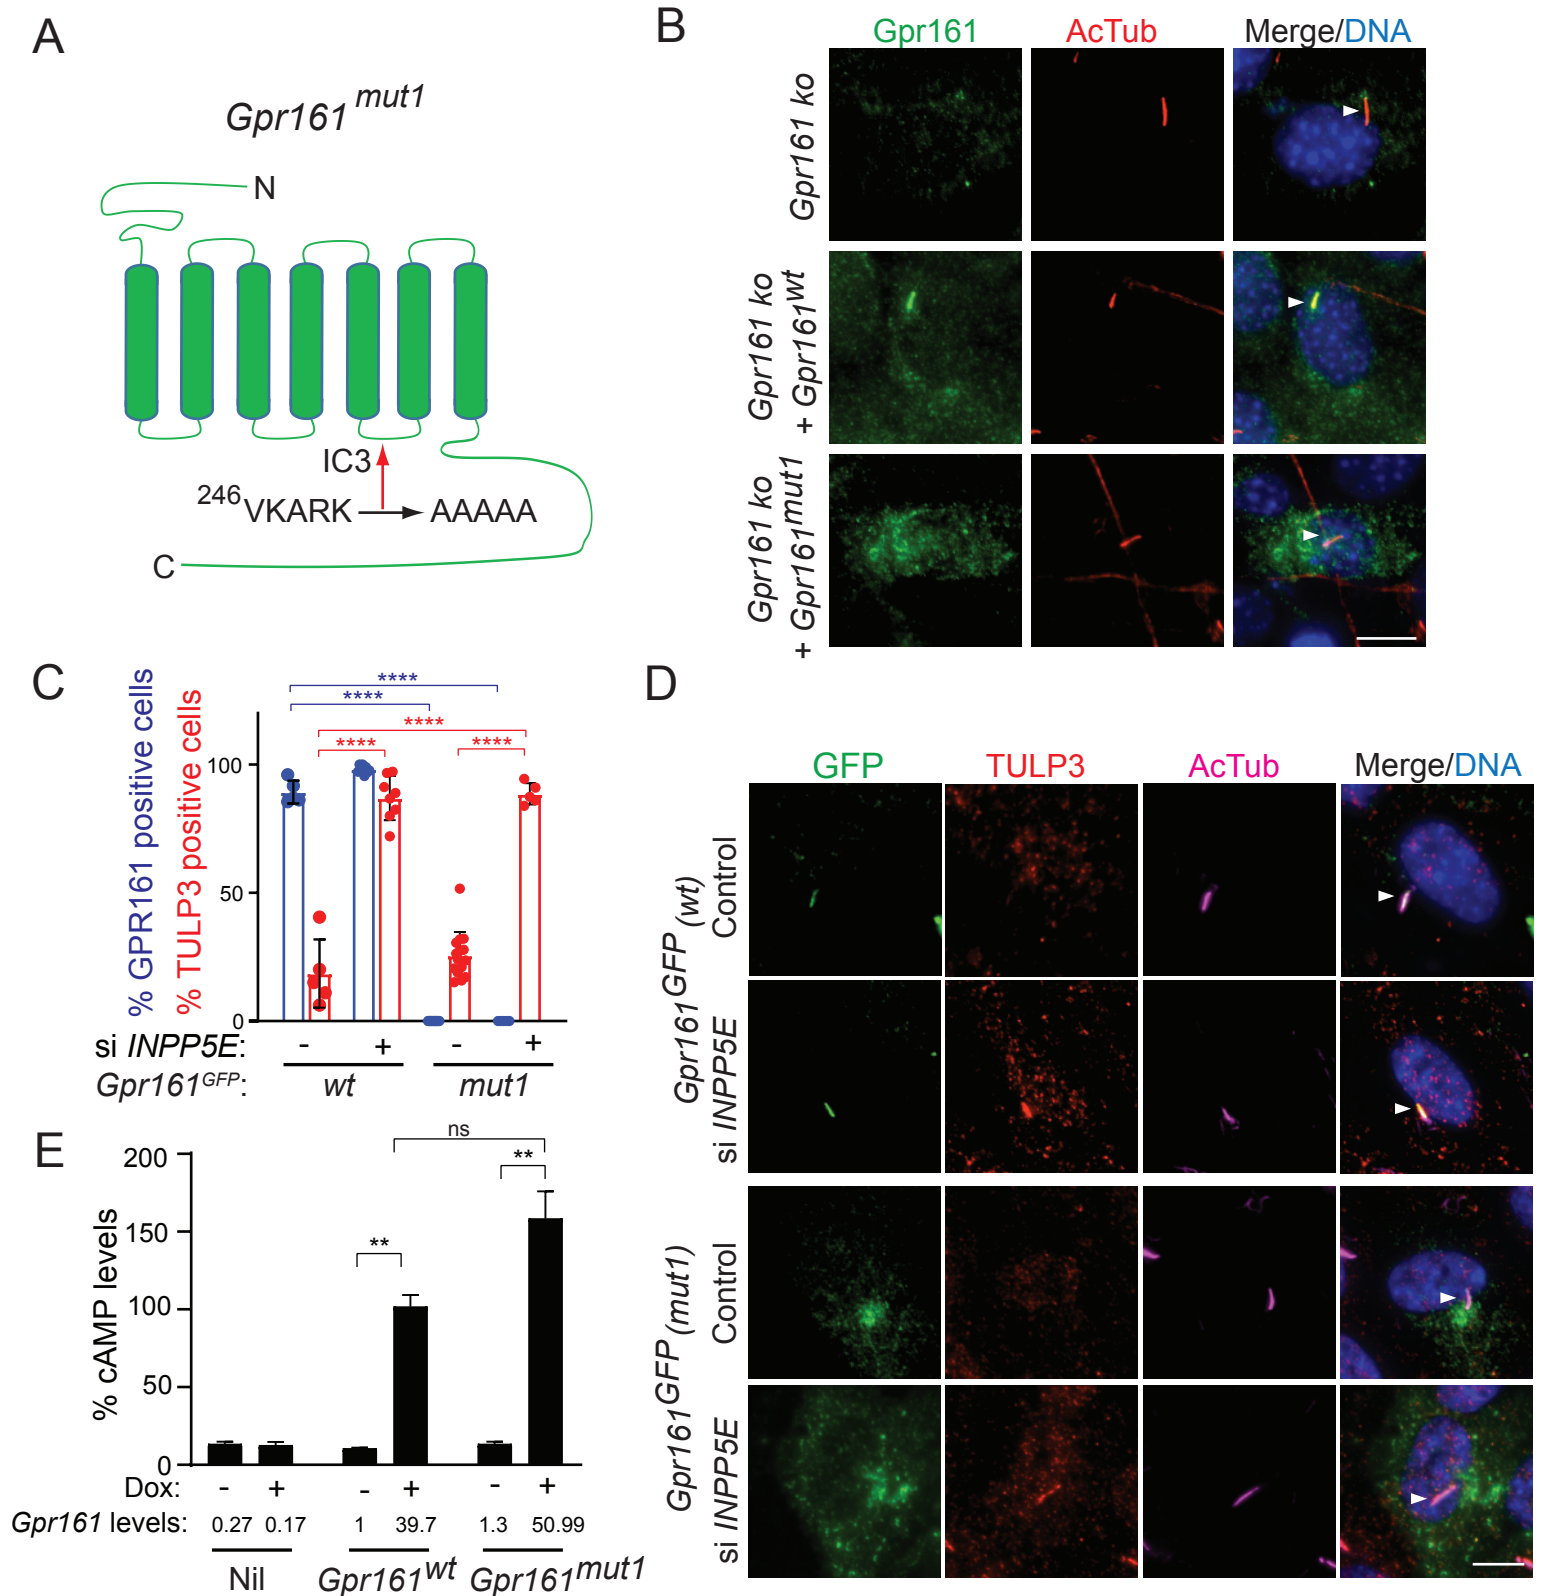 A
Gpr161 mut1
N
IC3
246VKARK AAAAA
C
B
Gpr161 AcTub Merge/DNA
Gpr161 ko
Gpr161 ko
+ Gpr161wt
Gpr161 ko
+ Gpr161mut1
C
% GPR161 positive cells
% TULP3 positive cells
****
****
****
**** ****
100
50
0
si INPP5E: - + - +
Gpr161GFP: wt mut1
D
GFP TULP3 AcTub Merge/DNA
Gpr161GFP(wt)
Control
si INPP5E
Gpr161GFP(mut1)
Control
si INPP5E
E
% cAMP levels
200
150
100
50
0
ns
**
**
Dox: - + - + - +
Gpr161 levels: 0.27 0.17 1 39.7 1.3 50.99
Nil Gpr161wt Gpr161mut1